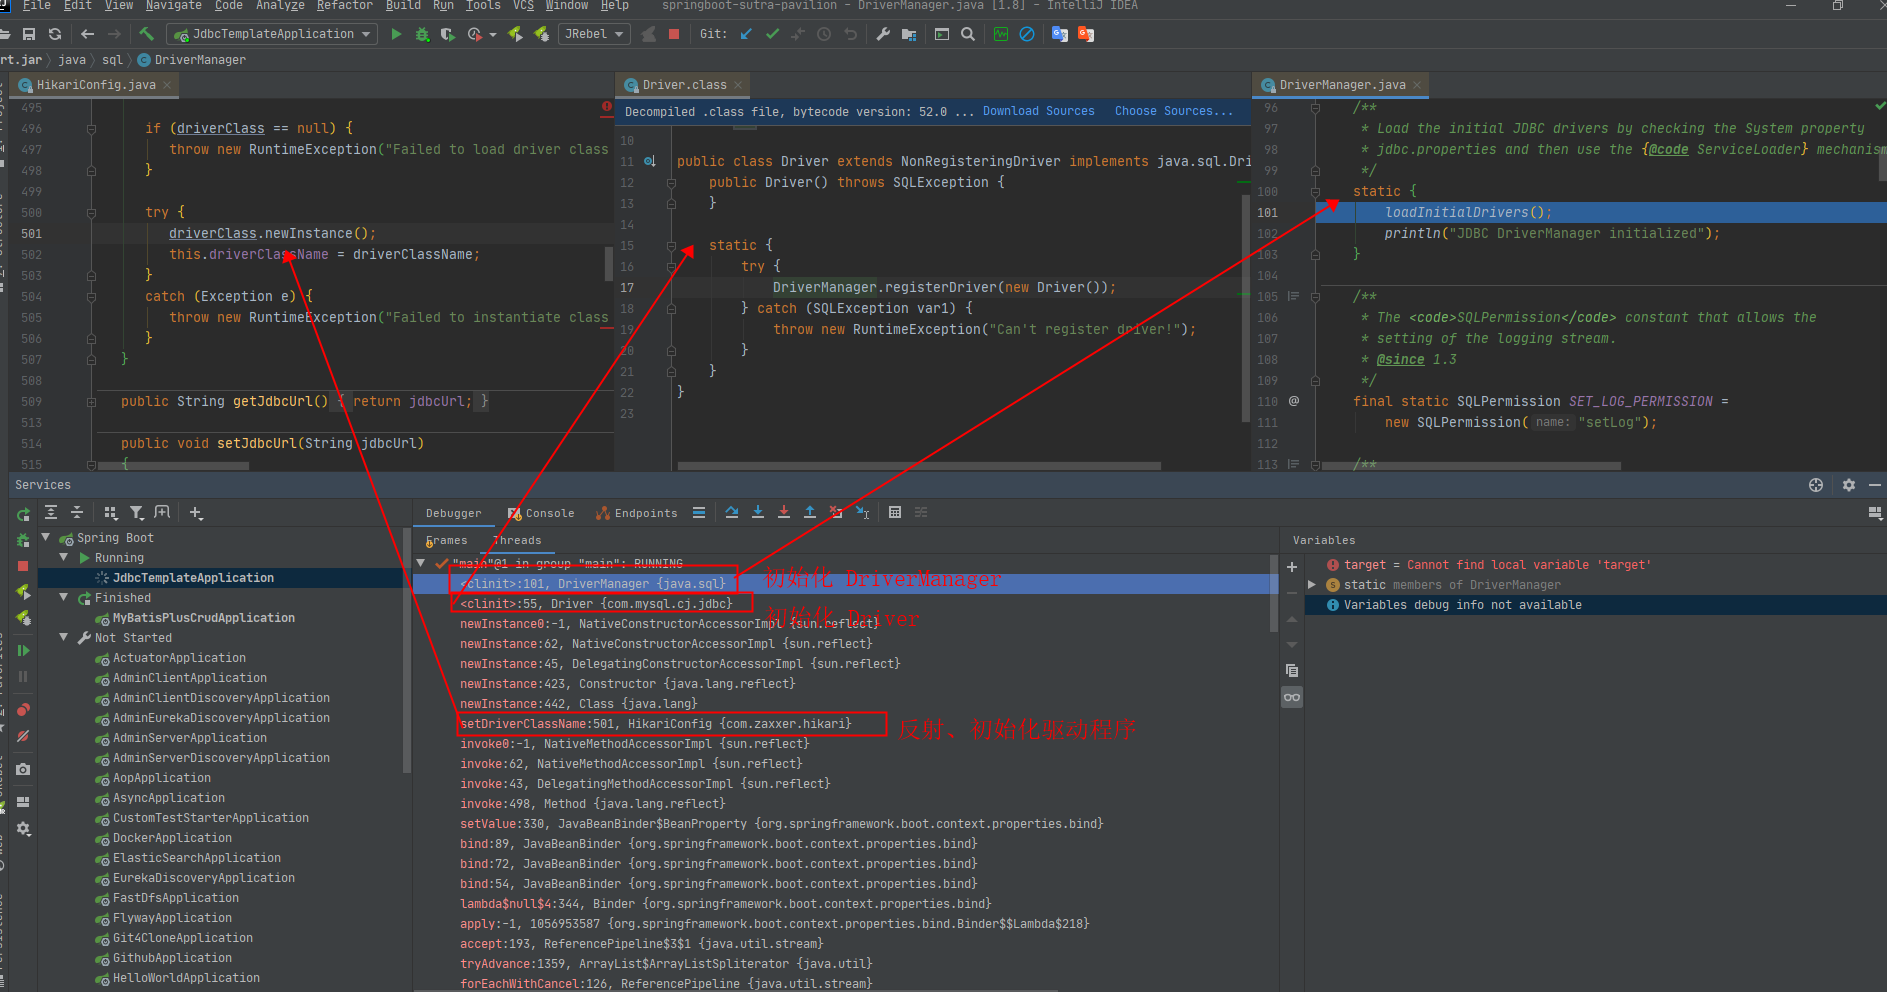 File Edit View Navigate Code Analyze Refactor Build Run Tools VCS Window Help springboot-sutra-pavilion - DriverManager.java [1.8] - IntelliJ IDEA
JdbcTemplateApplication JRebel Git:
rt.jar java sql DriverManager
HikariConfig.java
495
496 if (driverClass == null) {
497 throw new RuntimeException("Failed to load driver class
498 }
499
500 try {
501 driverClass.newInstance();
502 this.driverClassName = driverClassName;
503 }
504 catch (Exception e) {
505 throw new RuntimeException("Failed to instantiate class
506 }
507 }
508
509 public String getJdbcUrl() { return jdbcUrl; }
513
514 public void setJdbcUrl(String jdbcUrl)
515 {
Driver.class
Decompiled .class file, bytecode version: 52.0 ... Download Sources Choose Sources...
10
11 public class Driver extends NonRegisteringDriver implements java.sql.Dri
12 public Driver() throws SQLException {
13 }
14
15 static {
16 try {
17 DriverManager.registerDriver(new Driver());
18 } catch (SQLException var1) {
19 throw new RuntimeException("Can't register driver!");
20 }
21 }
22 }
23
DriverManager.java
96 /**
97 * Load the initial JDBC drivers by checking the System property
98 * jdbc.properties and then use the {@code ServiceLoader} mechanism
99 */
100 static {
101 loadInitialDrivers();
102 println("JDBC DriverManager initialized");
103 }
104
105 /**
106 * The <code>SQLPermission</code> constant that allows the
107 * setting of the logging stream.
108 * @since 1.3
109 */
110 @ final static SQLPermission SET_LOG_PERMISSION =
111 new SQLPermission( name: "setLog");
112
113 /**
Services
Spring Boot
Running
JdbcTemplateApplication
Finished
MyBatisPlusCrudApplication
Not Started
ActuatorApplication
AdminClientApplication
AdminClientDiscoveryApplication
AdminEurekaDiscoveryApplication
AdminServerApplication
AdminServerDiscoveryApplication
AopApplication
AsyncApplication
CustomTestStarterApplication
DockerApplication
ElasticSearchApplication
EurekaDiscoveryApplication
FastDfsApplication
FlywayApplication
Git4CloneApplication
GithubApplication
HelloWorldApplication
Debugger Console Endpoints
Frames Threads
"main"@1 in group "main": RUNNING
<clinit>:101, DriverManager {java.sql} 初始化 DriverManager
<clinit>:55, Driver {com.mysql.cj.jdbc} 初始化 Driver
newInstance0:-1, NativeConstructorAccessorImpl {sun.reflect}
newInstance:62, NativeConstructorAccessorImpl {sun.reflect}
newInstance:45, DelegatingConstructorAccessorImpl {sun.reflect}
newInstance:423, Constructor {java.lang.reflect}
newInstance:442, Class {java.lang}
setDriverClassName:501, HikariConfig {com.zaxxer.hikari} 反射、初始化驱动程序
invoke0:-1, NativeMethodAccessorImpl {sun.reflect}
invoke:62, NativeMethodAccessorImpl {sun.reflect}
invoke:43, DelegatingMethodAccessorImpl {sun.reflect}
invoke:498, Method {java.lang.reflect}
setValue:330, JavaBeanBinder$BeanProperty {org.springframework.boot.context.properties.bind}
bind:89, JavaBeanBinder {org.springframework.boot.context.properties.bind}
bind:72, JavaBeanBinder {org.springframework.boot.context.properties.bind}
bind:54, JavaBeanBinder {org.springframework.boot.context.properties.bind}
lambda$null$4:344, Binder {org.springframework.boot.context.properties.bind}
apply:-1, 1056953587 {org.springframework.boot.context.properties.bind.Binder$$Lambda$218}
accept:193, ReferencePipeline$3$1 {java.util.stream}
tryAdvance:1359, ArrayList$ArrayListSpliterator {java.util}
forEachWithCancel:126, ReferencePipeline {java.util.stream}
Variables
target = Cannot find local variable 'target'
static members of DriverManager
Variables debug info not available